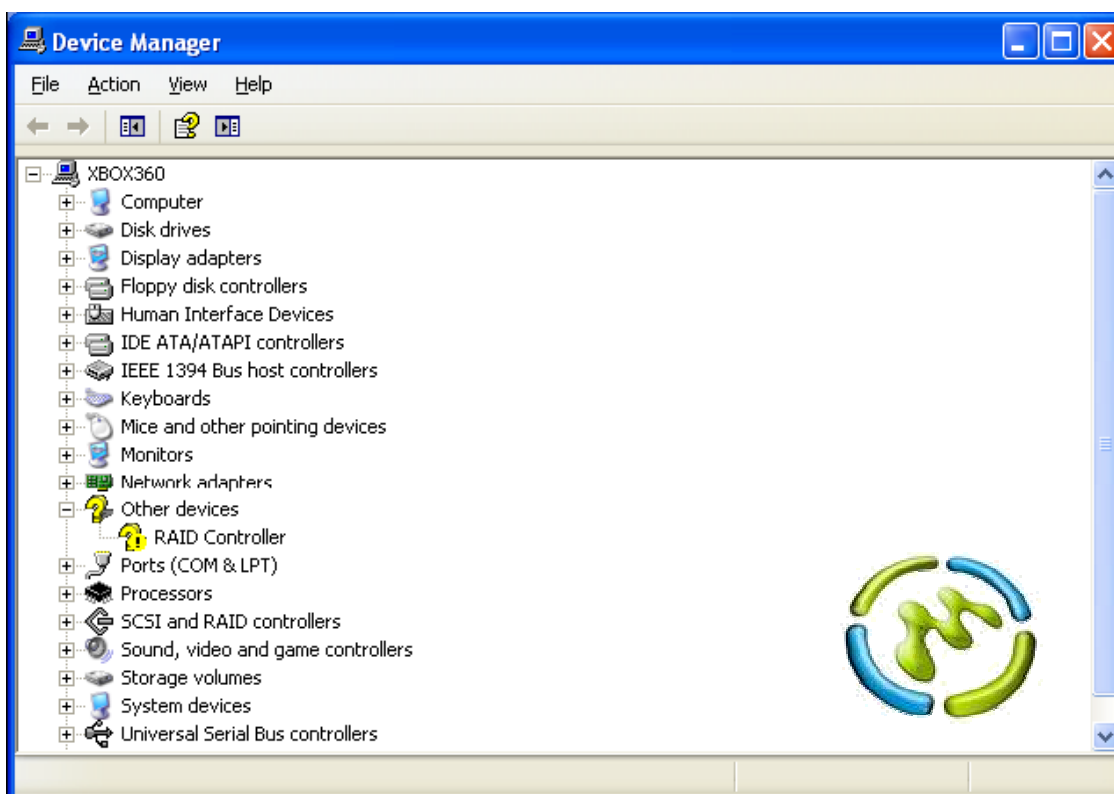 Device Manager
File Action View Help
XBOX360
Computer
Disk drives
Display adapters
Floppy disk controllers
Human Interface Devices
IDE ATA/ATAPI controllers
IEEE 1394 Bus host controllers
Keyboards
Mice and other pointing devices
Monitors
Network adapters
Other devices
RAID Controller
Ports (COM & LPT)
Processors
SCSI and RAID controllers
Sound, video and game controllers
Storage volumes
System devices
Universal Serial Bus controllers